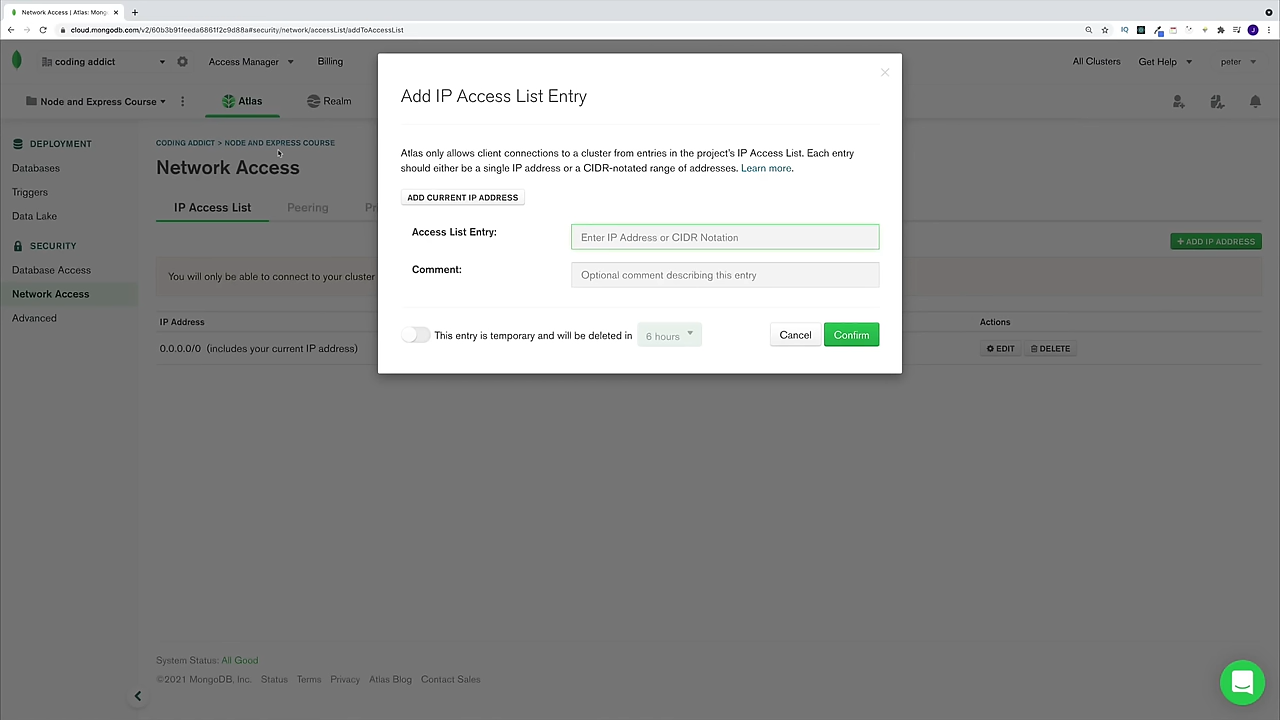 Network Access | Atlas: Mong
cloud.mongodb.com/v2/60b3b91feeda6861f2c9d88a#security/network/accessList/addToAccessList
coding addict
Access Manager
Billing
All Clusters
Get Help
peter
Node and Express Course
Atlas
Realm
DEPLOYMENT
Databases
Triggers
Data Lake
SECURITY
Database Access
Network Access
Advanced
CODING ADDICT > NODE AND EXPRESS COURSE
Network Access
IP Access List
Peering
+ ADD IP ADDRESS
You will only be able to connect to your cluster
IP Address
Actions
0.0.0.0/0 (includes your current IP address)
EDIT
DELETE
Add IP Access List Entry
Atlas only allows client connections to a cluster from entries in the project's IP Access List. Each entry
should either be a single IP address or a CIDR-notated range of addresses. Learn more.
ADD CURRENT IP ADDRESS
Access List Entry:
Enter IP Address or CIDR Notation
Comment:
Optional comment describing this entry
This entry is temporary and will be deleted in
6 hours
Cancel
Confirm
System Status: All Good
©2021 MongoDB, Inc. Status Terms Privacy Atlas Blog Contact Sales